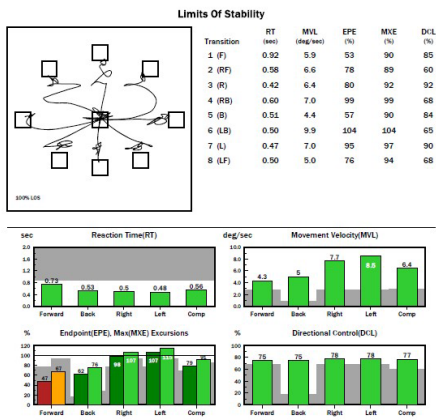 Limits Of Stability
Transition RT (sec) MVL (deg/sec) EPE (%) MXE (%) DCL (%)
1 (F) 0.92 5.9 53 90 85
2 (RF) 0.58 6.6 78 89 60
3 (R) 0.42 6.4 80 92 92
4 (RB) 0.60 7.0 99 99 68
5 (B) 0.51 4.4 57 90 84
6 (LB) 0.50 9.9 104 104 65
7 (L) 0.47 7.0 95 97 90
8 (LF) 0.50 5.0 76 94 68
100% LOS
sec Reaction Time(RT)
2.0
1.6
1.2
0.8
0.4
0.0
0.73 0.53 0.5 0.48 0.56
Forward Back Right Left Comp
deg/sec Movement Velocity(MVL)
10.0
8.0
6.0
4.0
2.0
0.0
4.3 5 7.7 8.5 6.4
Forward Back Right Left Comp
% Endpoint(EPE), Max(MXE) Excursions
120
100
80
60
40
20
0
47 67 62 76 98 107 107 79
Forward Back Right Left Comp
% Directional Control(DCL)
100
80
60
40
20
0
75 75 78 78 77
Forward Back Right Left Comp